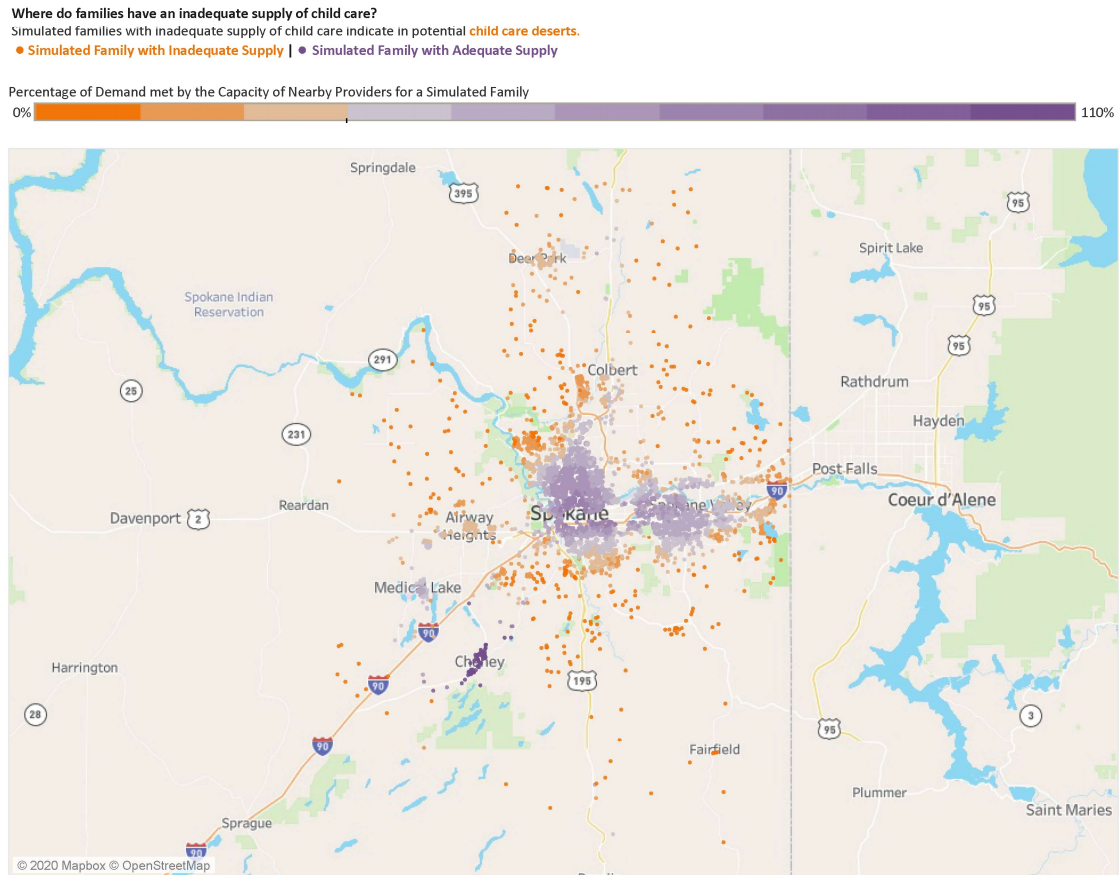 Where do families have an inadequate supply of child care?
Simulated families with inadequate supply of child care indicate in potential child care deserts.
Simulated Family with Inadequate Supply | Simulated Family with Adequate Supply
Percentage of Demand met by the Capacity of Nearby Providers for a Simulated Family
0% 110%
Springdale
395
95
Spirit Lake
Deer Park
Spokane Indian
Reservation
95
95
291
Colbert
Rathdrum
25
Hayden
231
Post Falls
90
Coeur d'Alene
Reardan
Spokane Valley
Davenport 2
Spokane
Airway
Heights
Medical Lake
90
Cheney
Harrington
195
90
28
3
95
90
Fairfield
Plummer
Saint Maries
Sprague
90
© 2020 Mapbox © OpenStreetMap